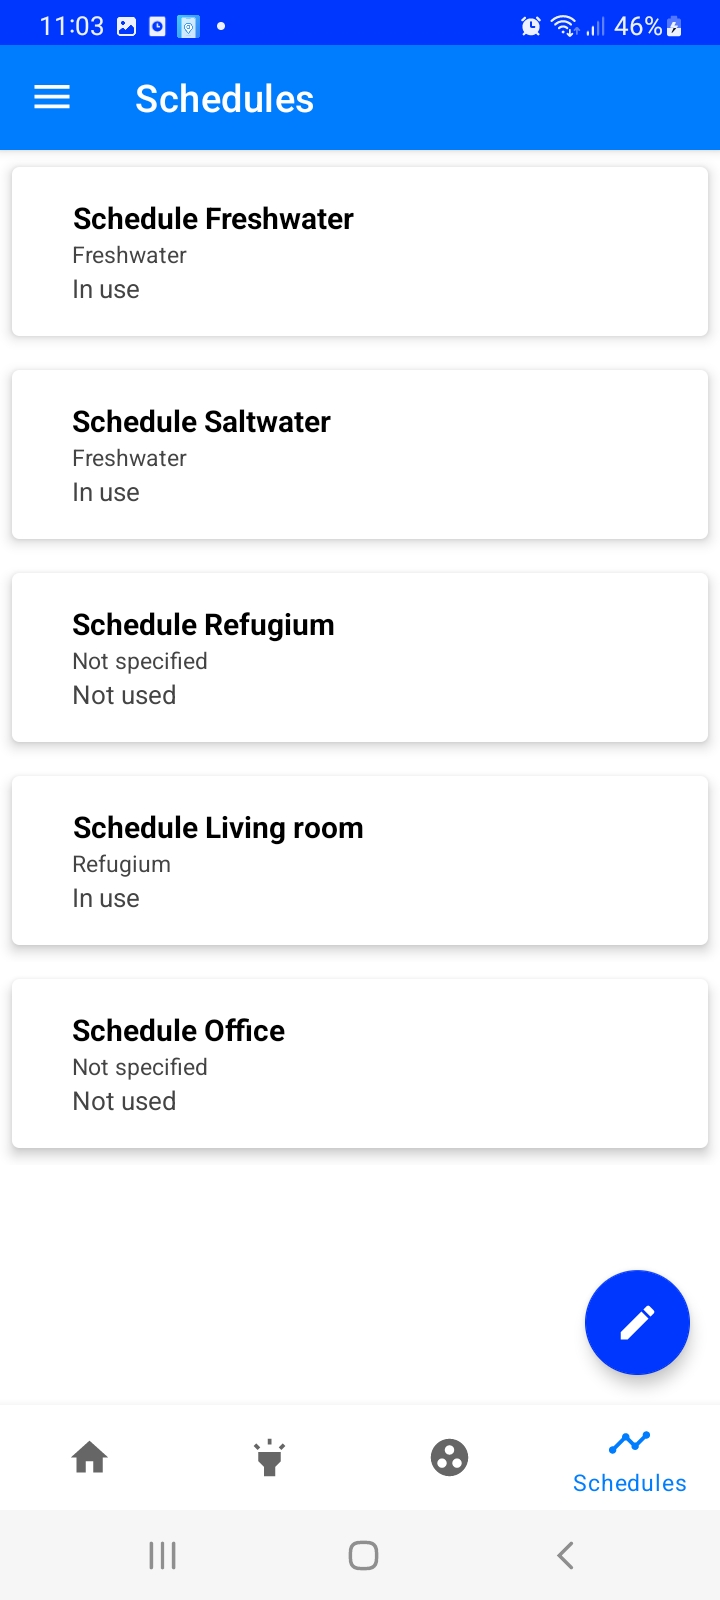 11:03 46%
Schedules
Schedule Freshwater
Freshwater
In use
Schedule Saltwater
Freshwater
In use
Schedule Refugium
Not specified
Not used
Schedule Living room
Refugium
In use
Schedule Office
Not specified
Not used
Schedules